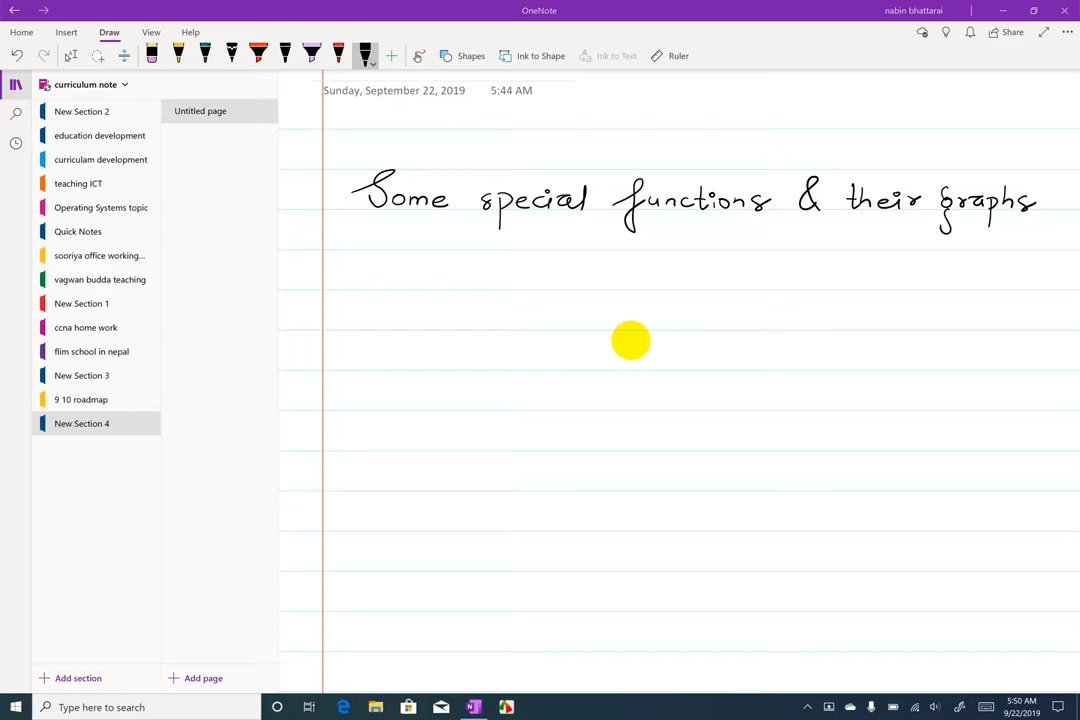 OneNote
nabin bhattarai
Home
Insert
Draw
View
Help
Share
Shapes
Ink to Shape
Ink to Text
Ruler
curriculum note
New Section 2
education development
curriculam development
teaching ICT
Operating Systems topic
Quick Notes
sooriya office working...
vagwan budda teaching
New Section 1
ccna home work
flim school in nepal
New Section 3
9 10 roadmap
New Section 4
Add section
Untitled page
Add page
Sunday, September 22, 2019 5:44 AM
Some special functions & their graphs
Type here to search
5:50 AM
9/22/2019